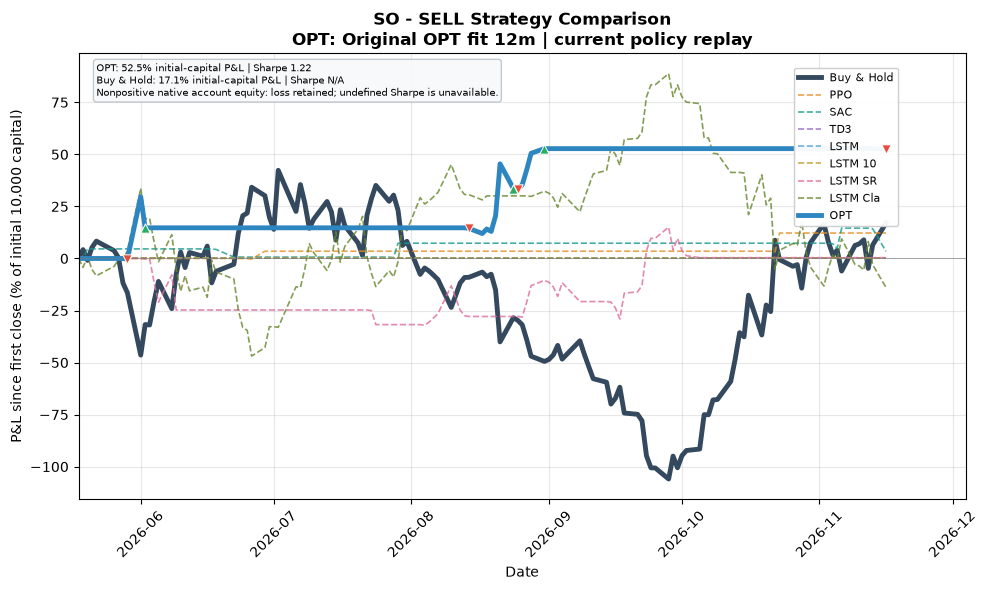 SO - SELL Strategy Comparison
OPT: Original OPT fit 12m | current policy replay
OPT: 52.5% initial-capital P&L | Sharpe 1.22
Buy & Hold: 17.1% initial-capital P&L | Sharpe N/A
Nonpositive native account equity: loss retained; undefined Sharpe is unavailable.
Buy & Hold
PPO
SAC
TD3
LSTM
LSTM 10
LSTM SR
LSTM Cla
OPT
P&L since first close (% of initial 10,000 capital)
75
50
25
0
−25
−50
−75
−100
2026-06
2026-07
2026-08
2026-09
2026-10
2026-11
2026-12
Date